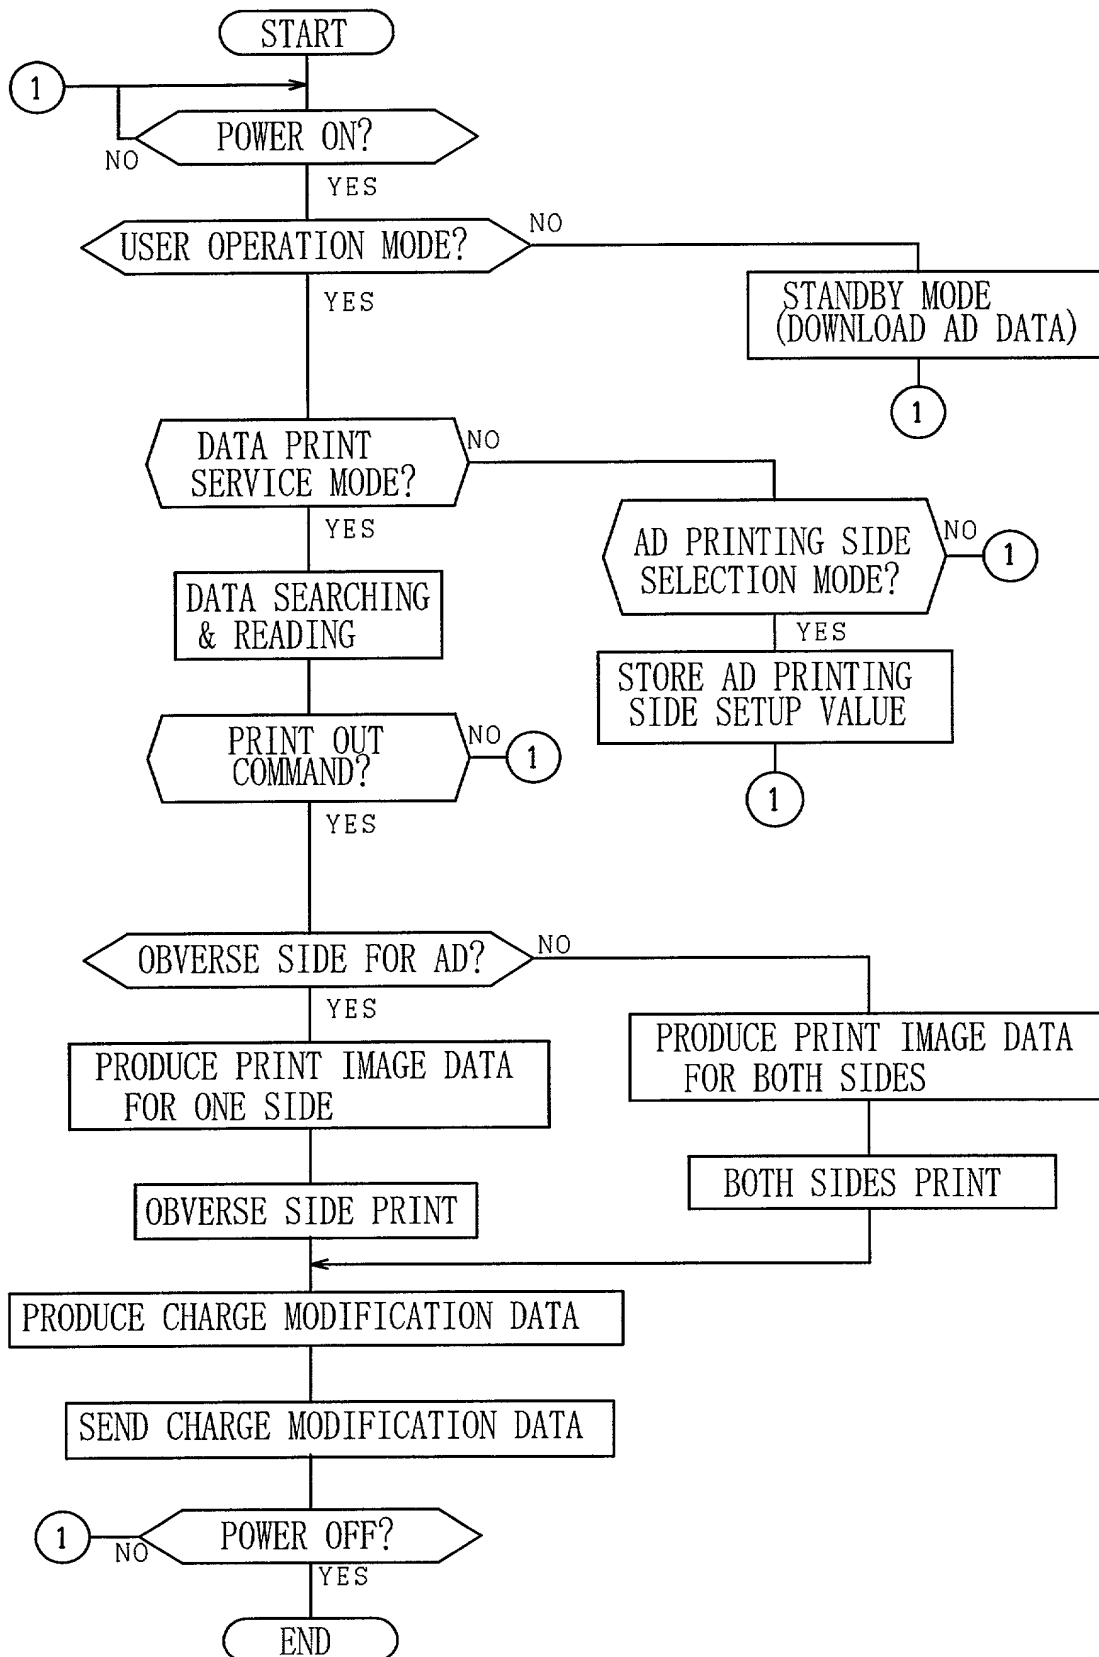 START
1
POWER ON?
NO
YES
USER OPERATION MODE?
NO
YES
STANDBY MODE
(DOWNLOAD AD DATA)
1
DATA PRINT
SERVICE MODE?
NO
YES
AD PRINTING SIDE
SELECTION MODE?
NO
1
YES
DATA SEARCHING
& READING
STORE AD PRINTING
SIDE SETUP VALUE
1
PRINT OUT
COMMAND?
NO
1
YES
OBVERSE SIDE FOR AD?
NO
YES
PRODUCE PRINT IMAGE DATA
FOR ONE SIDE
PRODUCE PRINT IMAGE DATA
FOR BOTH SIDES
OBVERSE SIDE PRINT
BOTH SIDES PRINT
PRODUCE CHARGE MODIFICATION DATA
SEND CHARGE MODIFICATION DATA
POWER OFF?
1
NO
YES
END